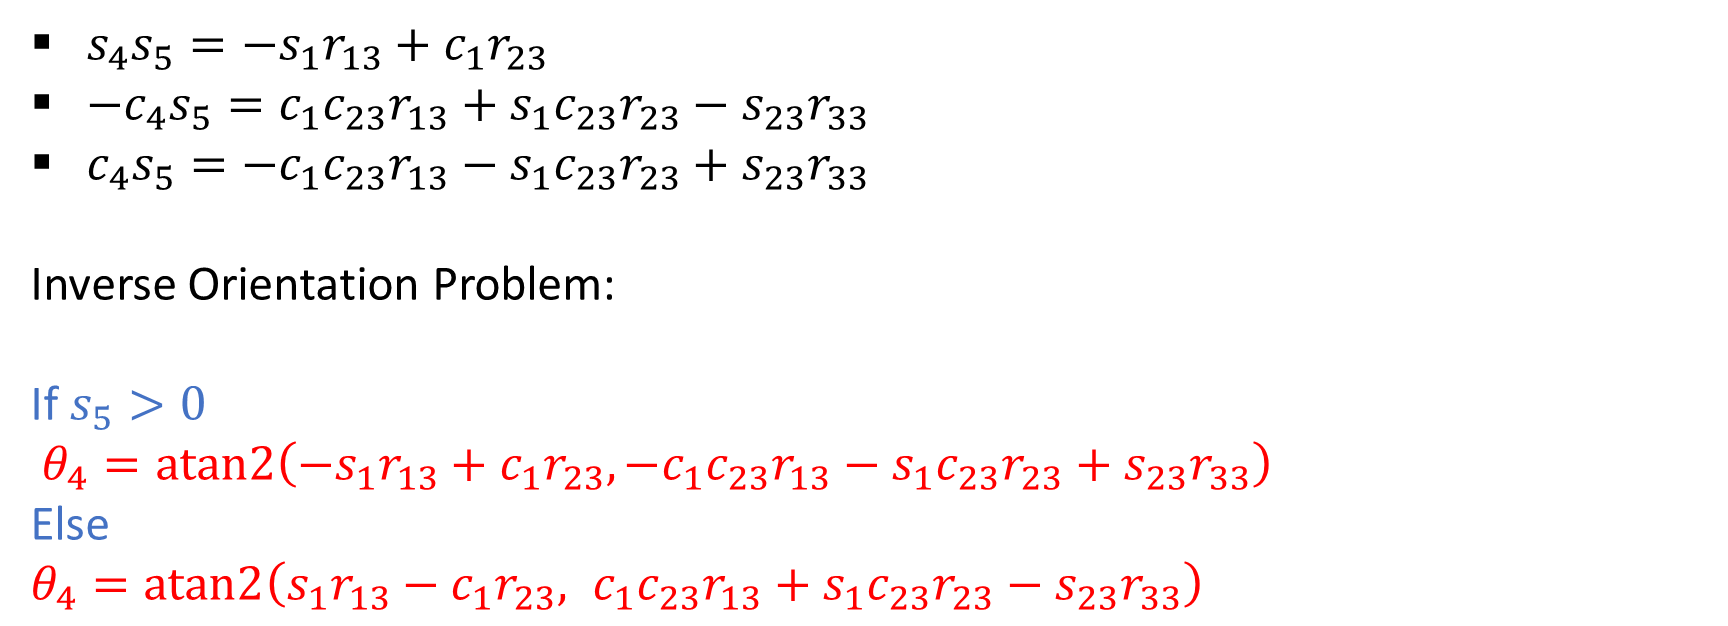 ▪ s₄s₅ = −s₁r₁₃ + c₁r₂₃
▪ −c₄s₅ = c₁c₂₃r₁₃ + s₁c₂₃r₂₃ − s₂₃r₃₃
▪ c₄s₅ = −c₁c₂₃r₁₃ − s₁c₂₃r₂₃ + s₂₃r₃₃
Inverse Orientation Problem:
If s₅ > 0
θ₄ = atan2(−s₁r₁₃ + c₁r₂₃, −c₁c₂₃r₁₃ − s₁c₂₃r₂₃ + s₂₃r₃₃)
Else
θ₄ = atan2(s₁r₁₃ − c₁r₂₃, c₁c₂₃r₁₃ + s₁c₂₃r₂₃ − s₂₃r₃₃)